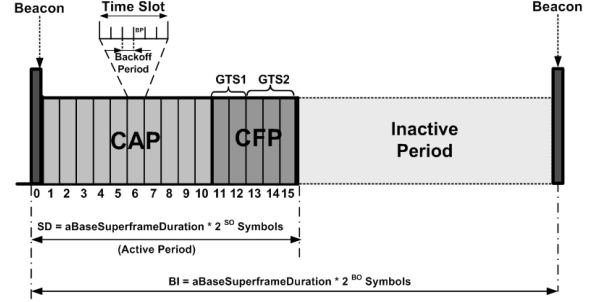 Beacon
Time Slot
Beacon
BP
Backoff
Period
GTS1 GTS2
CAP
CFP
Inactive
Period
0 1 2 3 4 5 6 7 8 9 10 11 12 13 14 15
SD = aBaseSuperframeDuration * 2 SO Symbols
(Active Period)
BI = aBaseSuperframeDuration * 2 BO Symbols